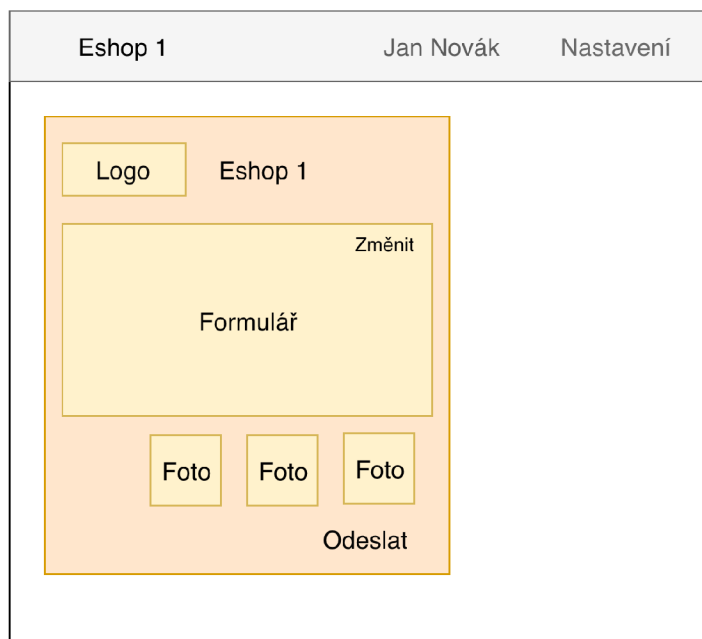 Eshop 1 Jan Novák Nastavení
Logo Eshop 1
Změnit
Formulář
Foto Foto Foto
Odeslat